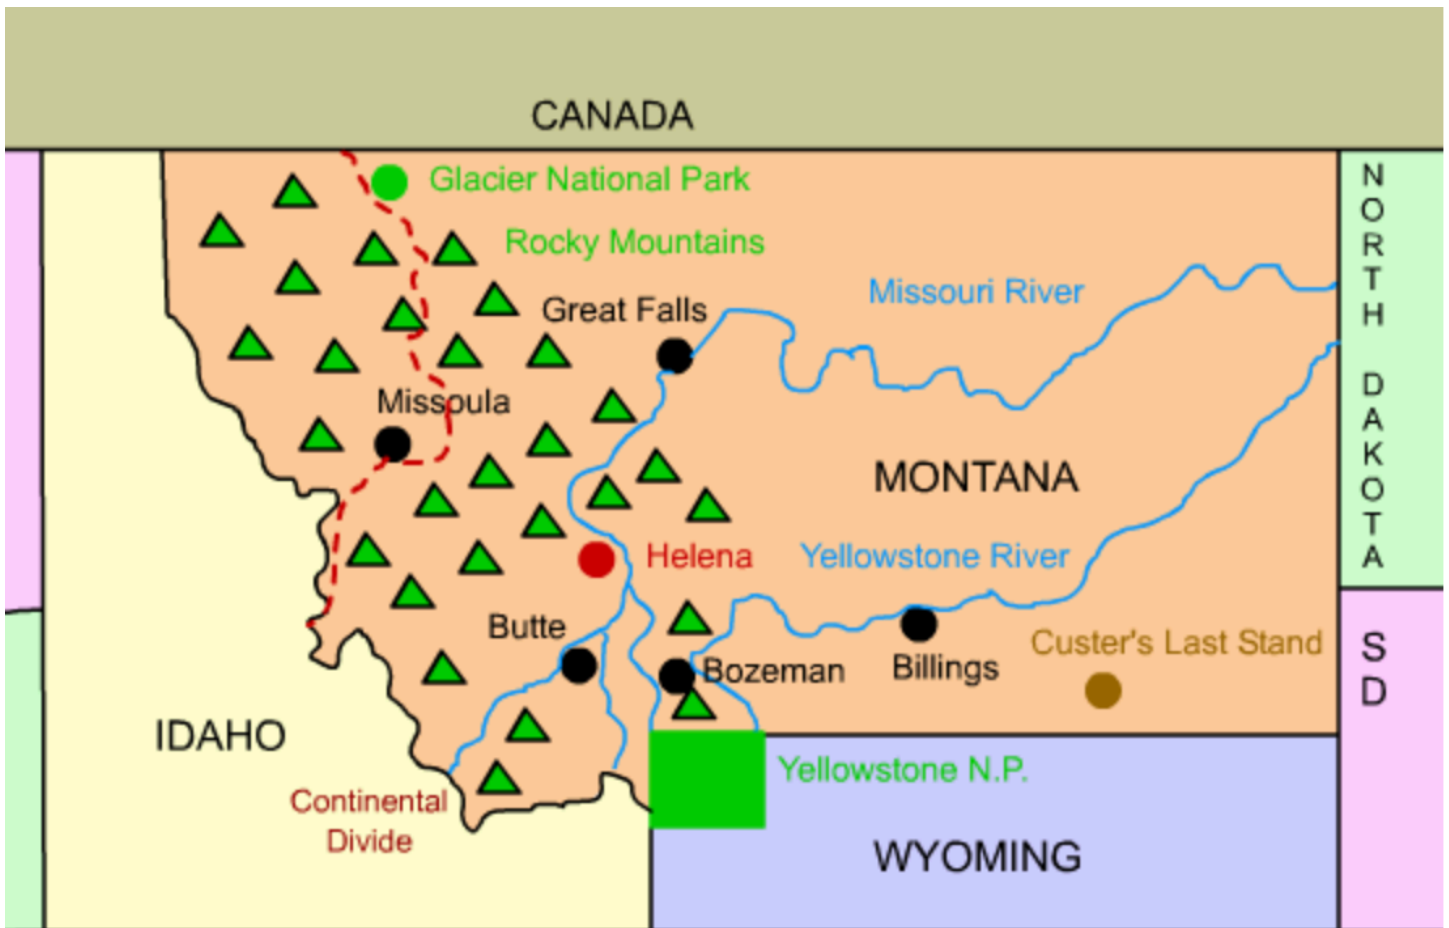 CANADA
Glacier National Park
Rocky Mountains
Great Falls
Missouri River
NORTH DAKOTA
Missoula
MONTANA
Helena
Yellowstone River
Butte
Bozeman
Billings
Custer's Last Stand
SD
IDAHO
Yellowstone N.P.
Continental
Divide
WYOMING